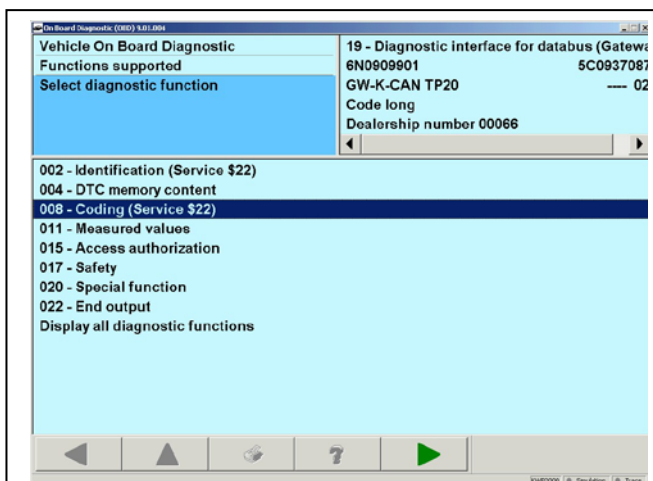 On Board Diagnostic (OBD) 9.01.004
Vehicle On Board Diagnostic
Functions supported
Select diagnostic function
19 - Diagnostic interface for databus (Gatewa
6N0909901 5C0937087
GW-K-CAN TP20 ---- 02
Code long
Dealership number 00066
002 - Identification (Service $22)
004 - DTC memory content
008 - Coding (Service $22)
011 - Measured values
015 - Access authorization
017 - Safety
020 - Special function
022 - End output
Display all diagnostic functions
?
Simulation Trace